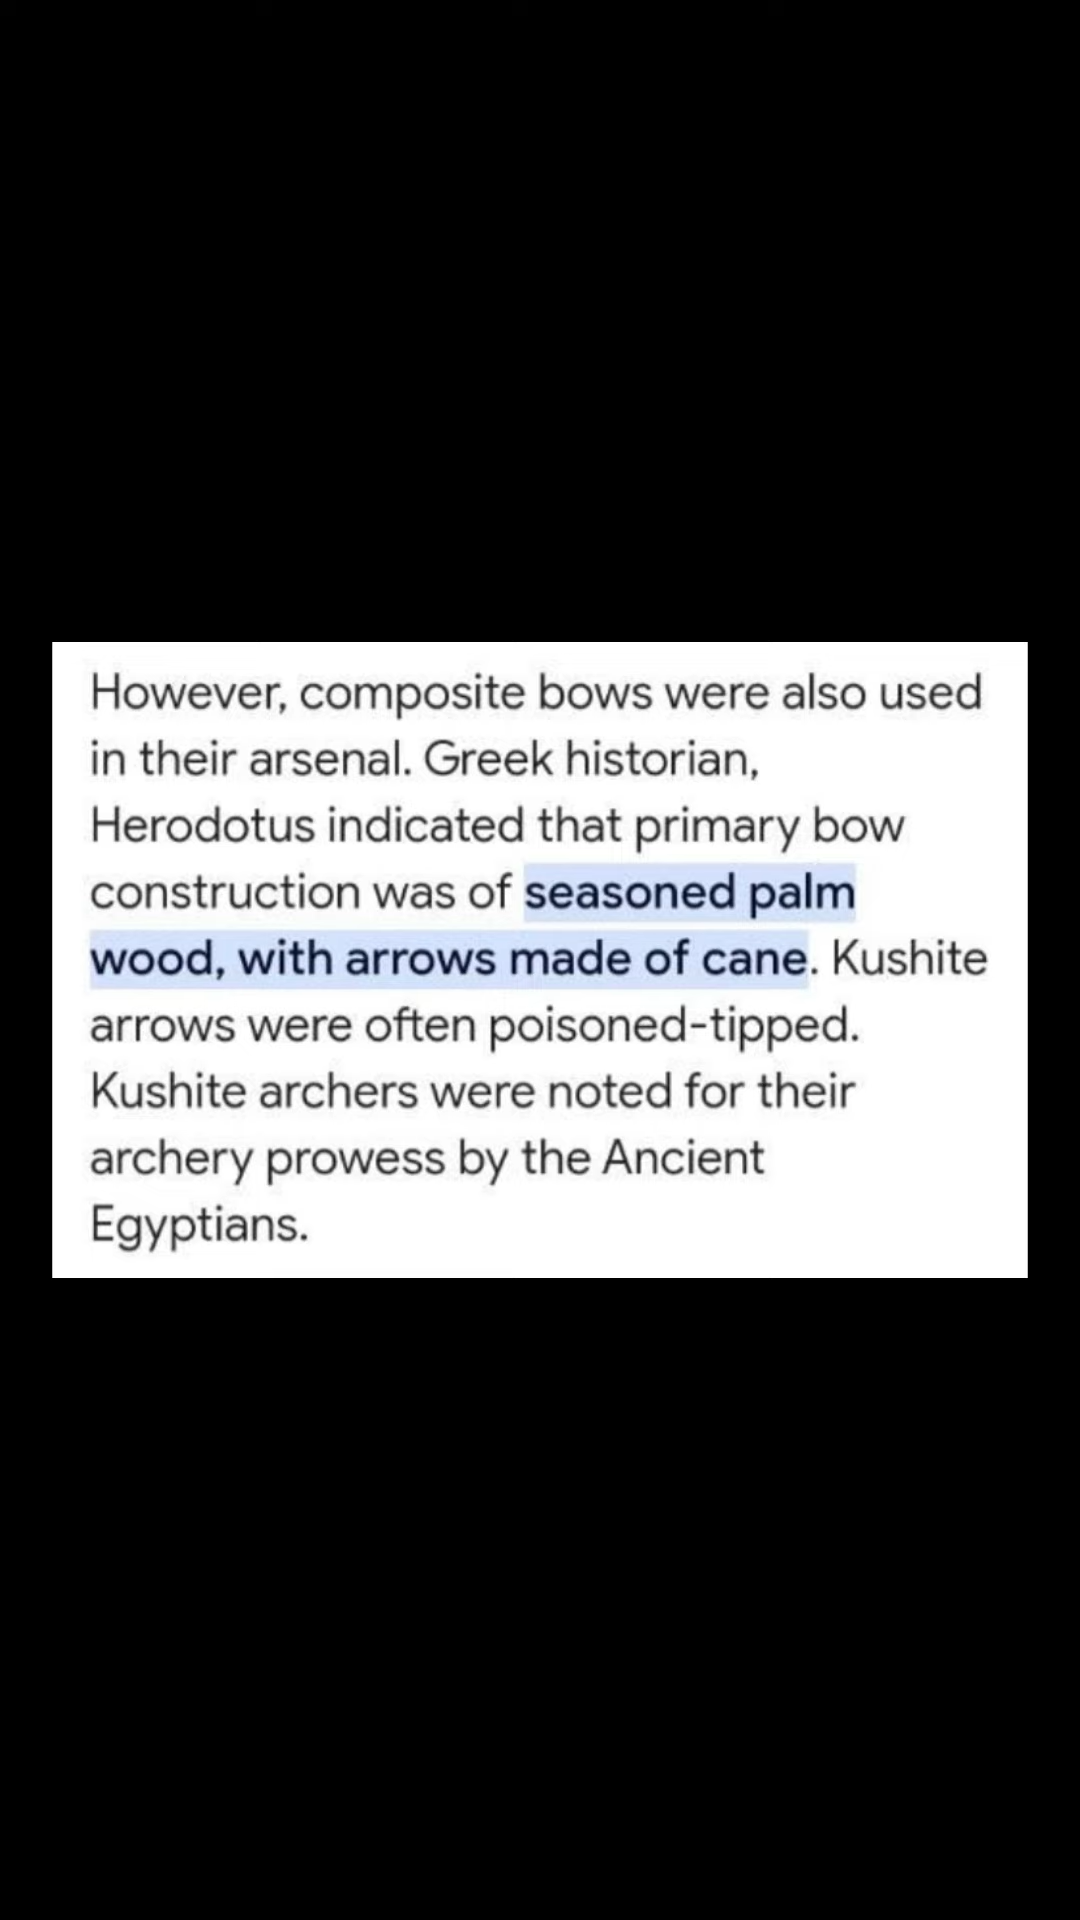 However, composite bows were also used
in their arsenal. Greek historian,
Herodotus indicated that primary bow
construction was of seasoned palm
wood, with arrows made of cane. Kushite
arrows were often poisoned-tipped.
Kushite archers were noted for their
archery prowess by the Ancient
Egyptians.